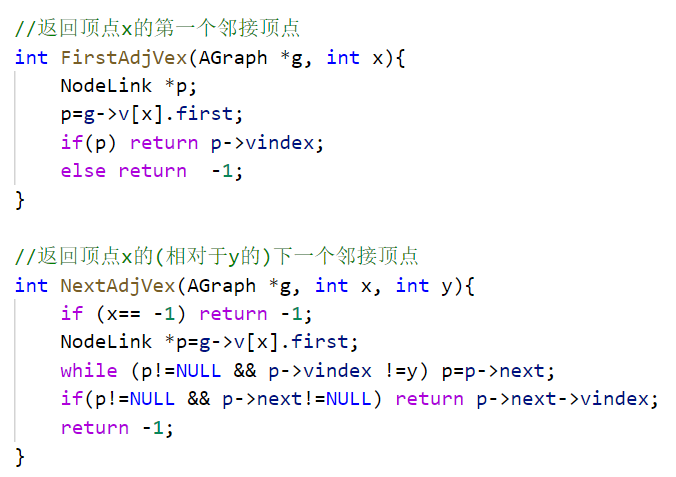 //返回顶点x的第一个邻接顶点
int FirstAdjVex(AGraph *g, int x){
    NodeLink *p;
    p=g->v[x].first;
    if(p) return p->vindex;
    else return  -1;
}

//返回顶点x的(相对于y的)下一个邻接顶点
int NextAdjVex(AGraph *g, int x, int y){
    if (x== -1) return -1;
    NodeLink *p=g->v[x].first;
    while (p!=NULL && p->vindex !=y) p=p->next;
    if(p!=NULL && p->next!=NULL) return p->next->vindex;
    return -1;
}